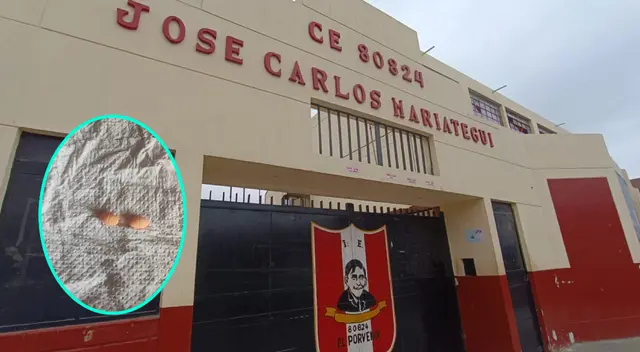 CE 80824
JOSE CARLOS MARIATEGUI
I. E.
80824
EL PORVENIR